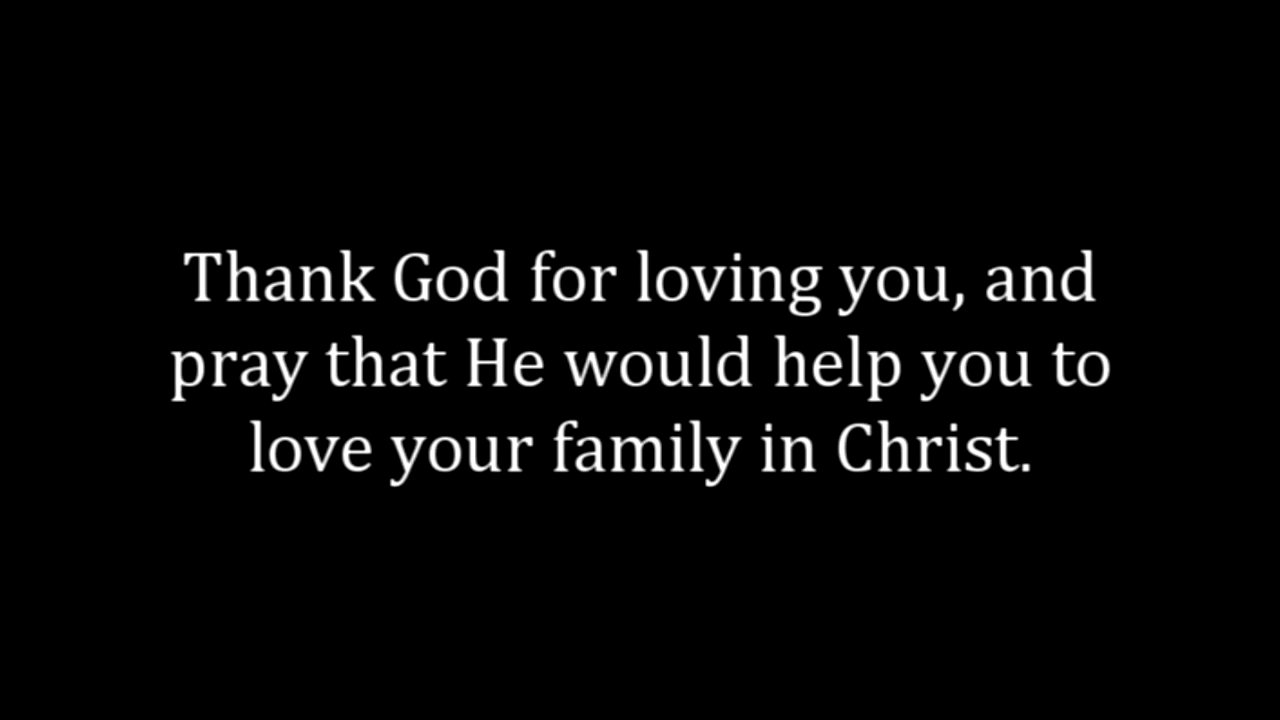 Thank God for loving you, and
pray that He would help you to
love your family in Christ.